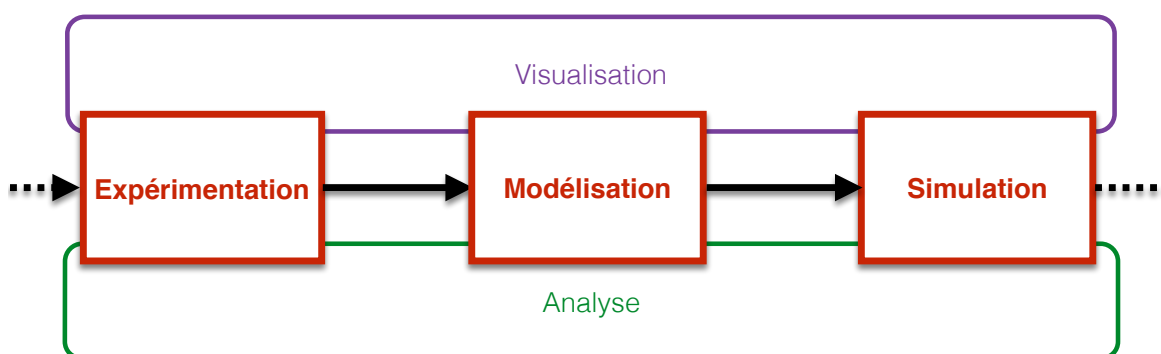 Visualisation
Expérimentation
Modélisation
Simulation
Analyse